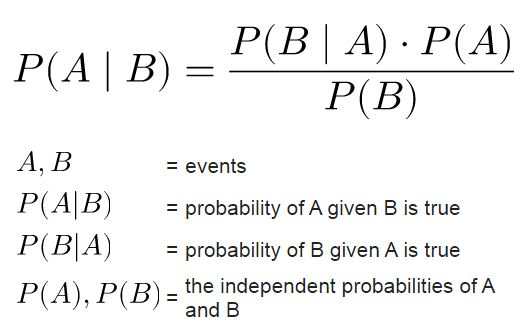 P(A | B) = P(B | A) · P(A) / P(B)
A, B = events
P(A|B) = probability of A given B is true
P(B|A) = probability of B given A is true
P(A), P(B) = the independent probabilities of A
and B